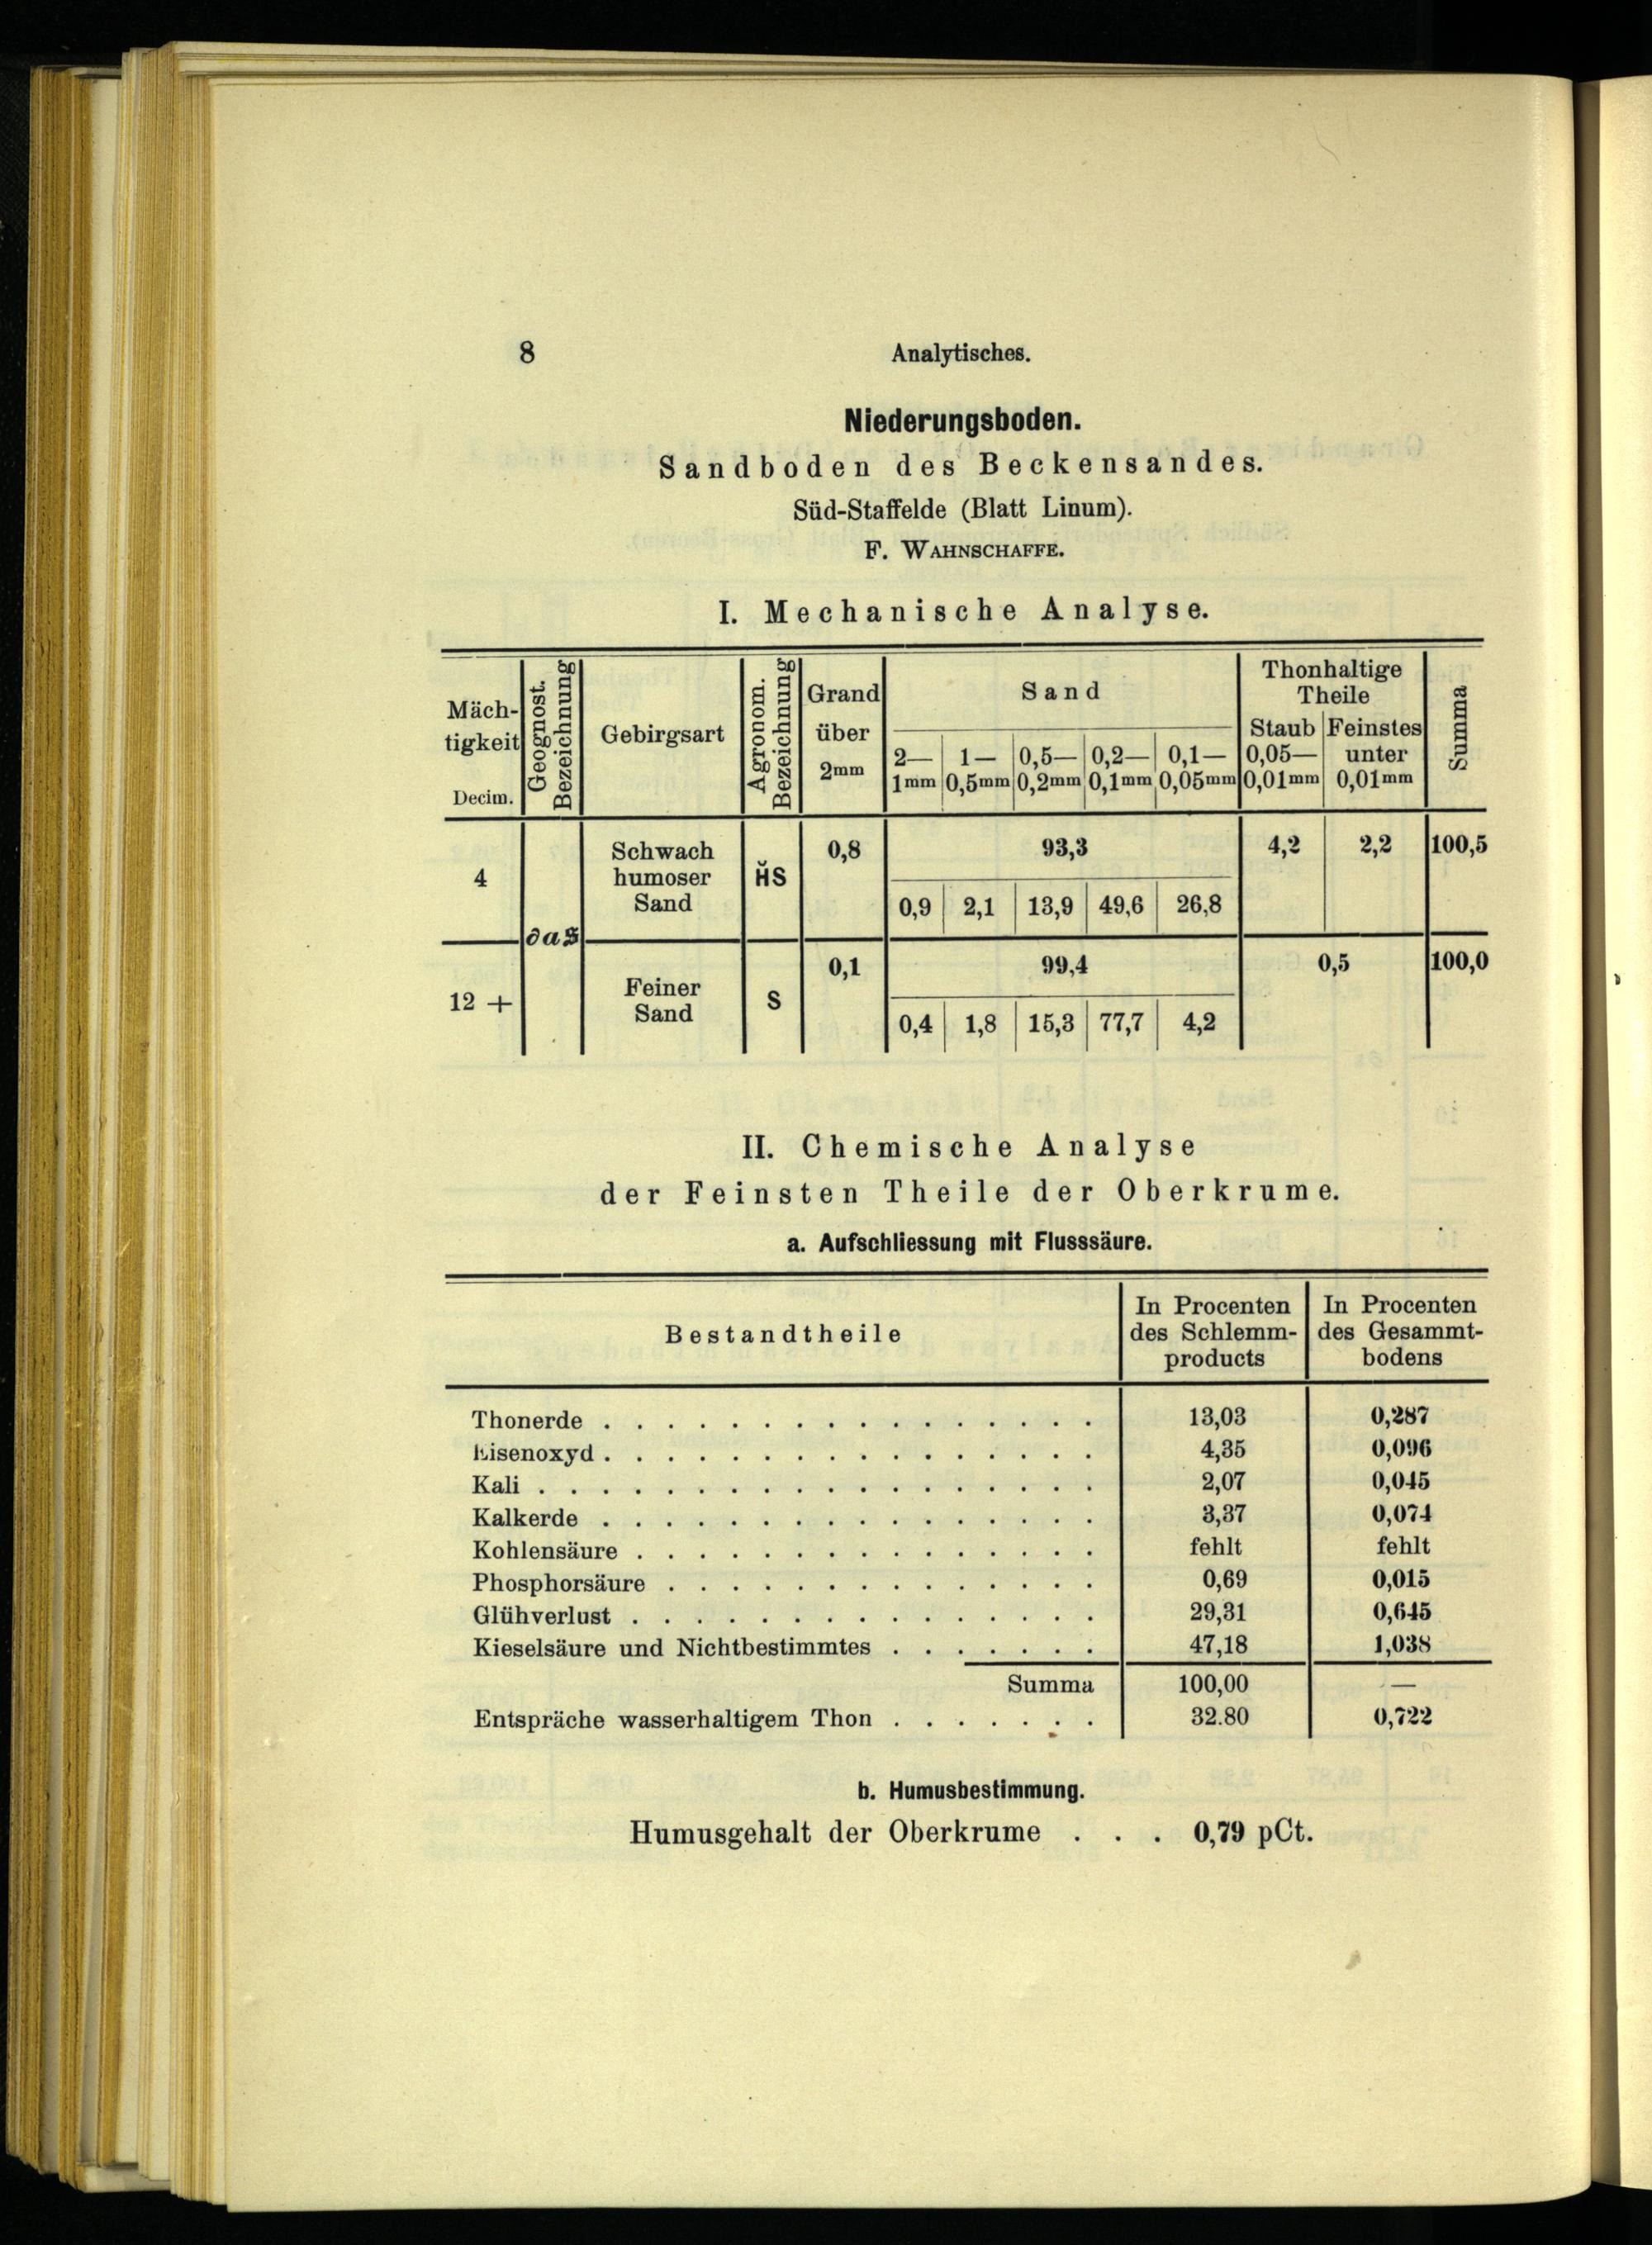 8 Analytisches.
Niederungsboden.
Sandboden des Beckensandes.
Süd-Staffelde (Blatt Linum).
F. WAHNSCHAFFE.
I. Mechanische Analyse.
Mäch-
tigkeit
Decim.
Geognost.
Bezeichnung
Gebirgsart
Agronom.
Bezeichnung
Grand
über
2mm
Sand
2— 1— 0,5— 0,2— 0,1—
1mm 0,5mm 0,2mm 0,1mm 0,05mm
Thonhaltige
Theile
Staub Feinstes
0,05— unter
0,01mm 0,01mm
Summa
4
Schwach
humoser
Sand
H̆S
0,8 93,3 4,2 2,2 100,5
0,9 2,1 13,9 49,6 26,8
∂as
12 +
Feiner
Sand
S
0,1 99,4 0,5 100,0
0,4 1,8 15,3 77,7 4,2
II. Chemische Analyse
der Feinsten Theile der Oberkrume.
a. Aufschliessung mit Flusssäure.
Bestandtheile
In Procenten
des Schlemm-
products
In Procenten
des Gesammt-
bodens
Thonerde . . . . . . . . . . . . . . . . 13,03 0,287
Eisenoxyd . . . . . . . . . . . . . . . . 4,35 0,096
Kali . . . . . . . . . . . . . . . . . . 2,07 0,045
Kalkerde . . . . . . . . . . . . . . . . 3,37 0,074
Kohlensäure . . . . . . . . . . . . . . . fehlt fehlt
Phosphorsäure . . . . . . . . . . . . . . 0,69 0,015
Glühverlust . . . . . . . . . . . . . . . 29,31 0,645
Kieselsäure und Nichtbestimmtes . . . . . . . 47,18 1,038
Summa 100,00 —
Entspräche wasserhaltigem Thon . . . . . . . 32.80 0,722
b. Humusbestimmung.
Humusgehalt der Oberkrume . . . 0,79 pCt.